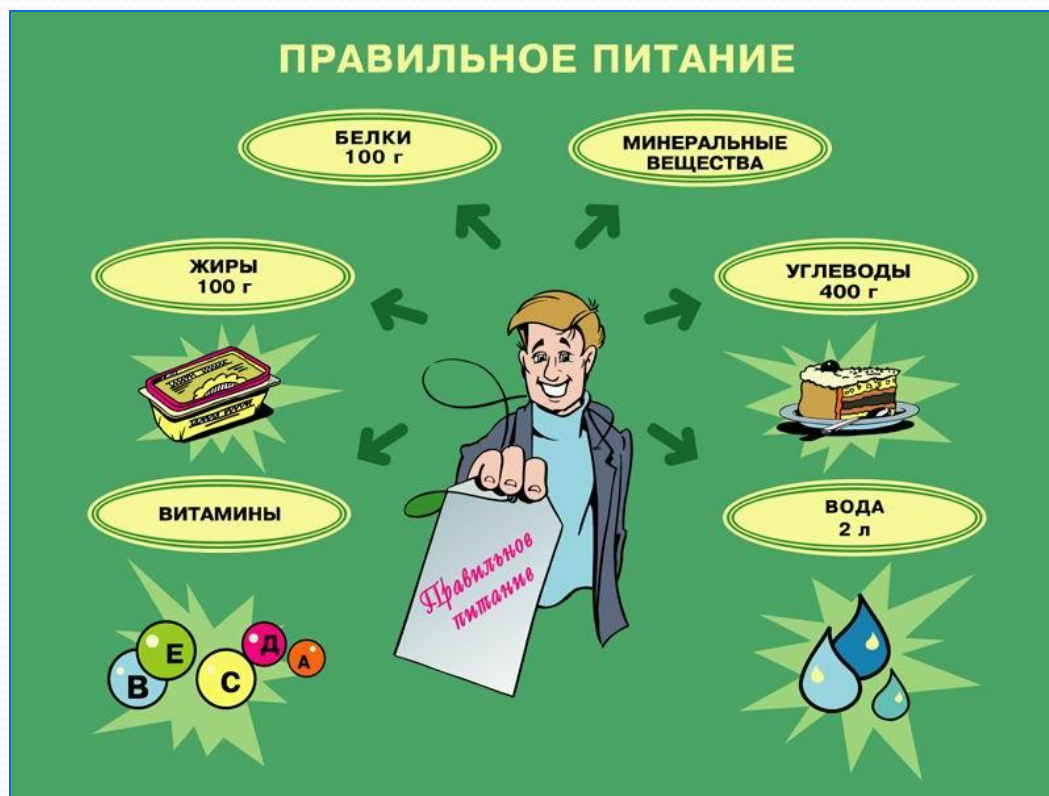 ПРАВИЛЬНОЕ ПИТАНИЕ
БЕЛКИ
100 г
МИНЕРАЛЬНЫЕ
ВЕЩЕСТВА
ЖИРЫ
100 г
УГЛЕВОДЫ
400 г
ВИТАМИНЫ
ВОДА
2 л
Правильное
питание
В Е С Д А